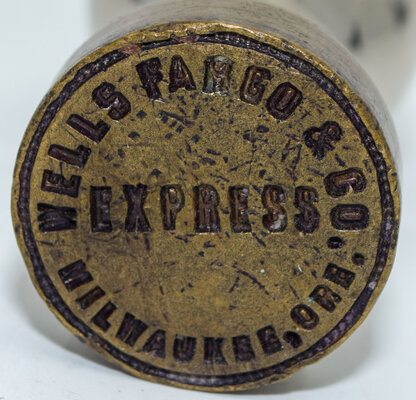 WELLS FARGO & CO.
EXPRESS
MILWAUKEE, ORE.